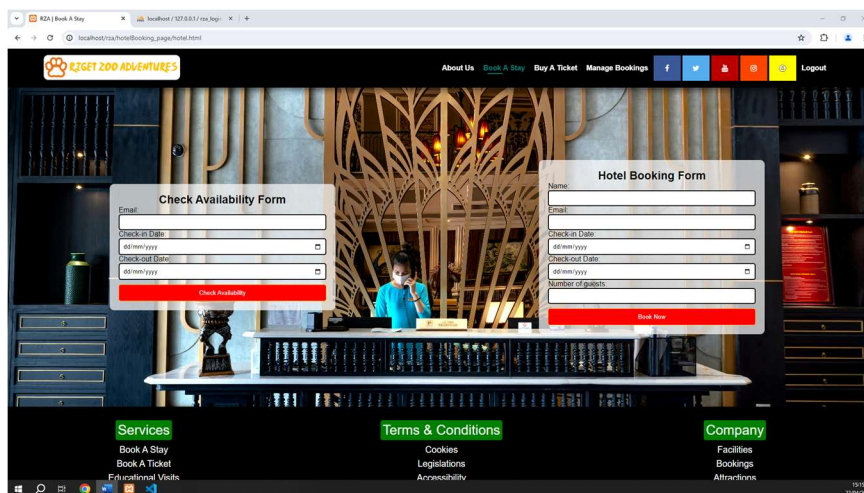 RZA | Book A Stay
localhost / 127.0.0.1 / rza_logi
localhost/rza/hotelBooking_page/hotel.html
RIGET ZOO ADVENTURES
About Us Book A Stay Buy A Ticket Manage Bookings Logout
Check Availability Form
Email:
Check-in Date:
dd/mm/yyyy
Check-out Date:
dd/mm/yyyy
Check Availability
Hotel Booking Form
Name:
Email:
Check-in Date:
dd/mm/yyyy
Check-out Date:
dd/mm/yyyy
Number of guests:
Book Now
Services
Book A Stay
Book A Ticket
Educational Visits
Terms & Conditions
Cookies
Legislations
Accessibility
Company
Facilities
Bookings
Attractions